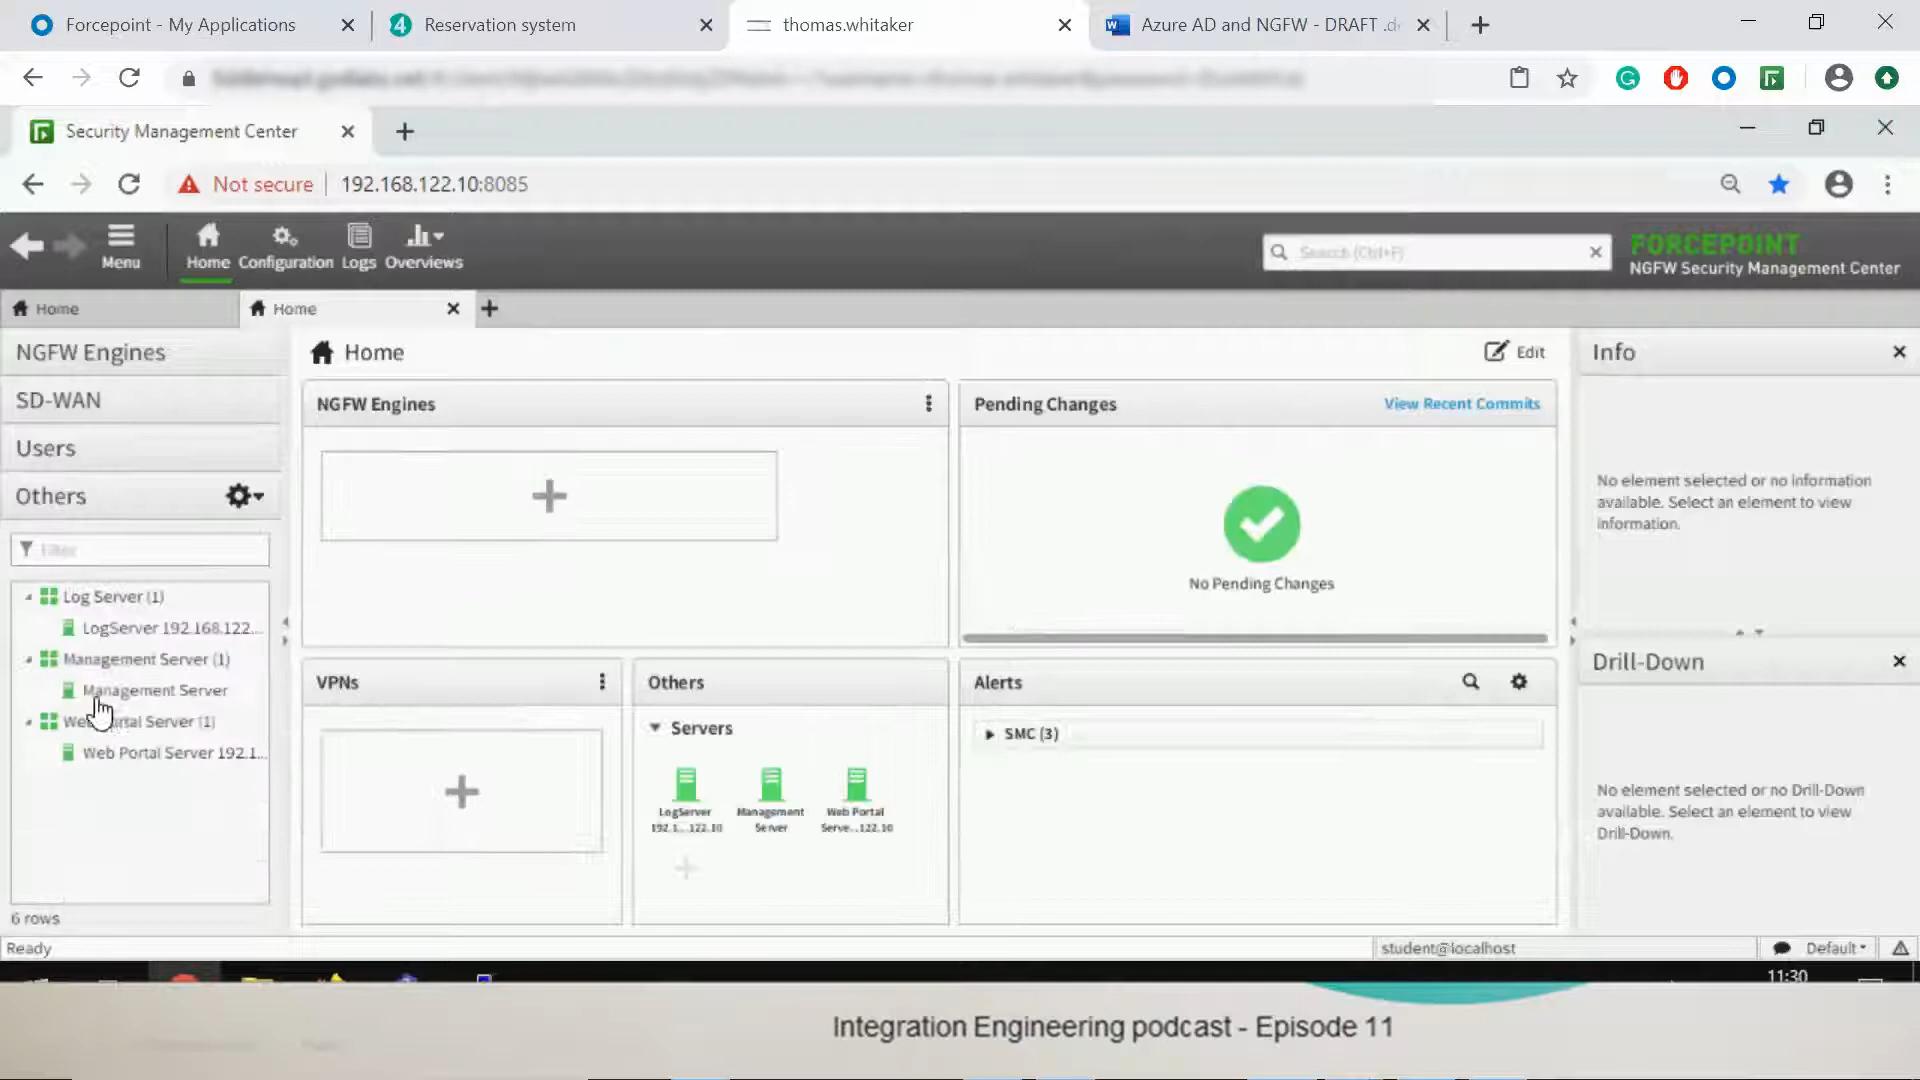 Forcepoint - My Applications
Reservation system
thomas.whitaker
Azure AD and NGFW - DRAFT .d
Security Management Center
Not secure
192.168.122.10:8085
Menu
Home
Configuration
Logs
Overviews
Search (Ctrl+F)
FORCEPOINT
NGFW Security Management Center
Home
Home
NGFW Engines
SD-WAN
Users
Others
Filter
Log Server (1)
LogServer 192.168.122...
Management Server (1)
Management Server
Web Portal Server (1)
Web Portal Server 192.1...
6 rows
Home
Edit
NGFW Engines
Pending Changes
View Recent Commits
No Pending Changes
VPNs
Others
Servers
LogServer
192.1...122.10
Management
Server
Web Portal
Serve...122.10
Alerts
SMC (3)
Info
No element selected or no information
available. Select an element to view
information.
Drill-Down
No element selected or no Drill-Down
available. Select an element to view
Drill-Down.
Ready
student@localhost
Default
11:30
Integration Engineering podcast - Episode 11